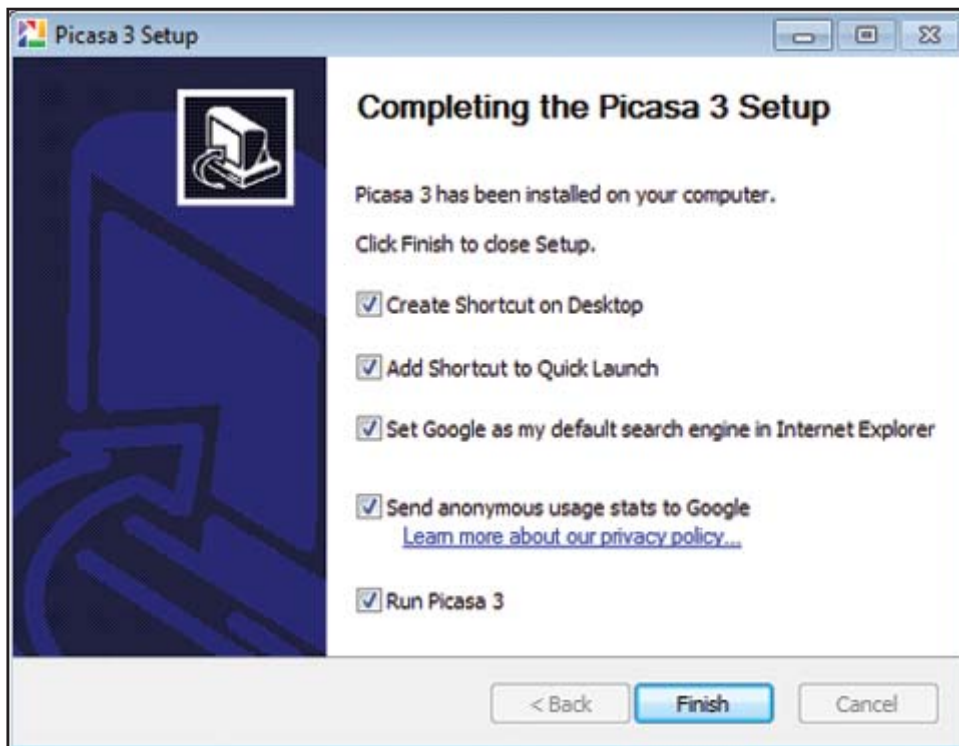 Picasa 3 Setup
Completing the Picasa 3 Setup
Picasa 3 has been installed on your computer.
Click Finish to close Setup.
Create Shortcut on Desktop
Add Shortcut to Quick Launch
Set Google as my default search engine in Internet Explorer
Send anonymous usage stats to Google
Learn more about our privacy policy...
Run Picasa 3
< Back Finish Cancel